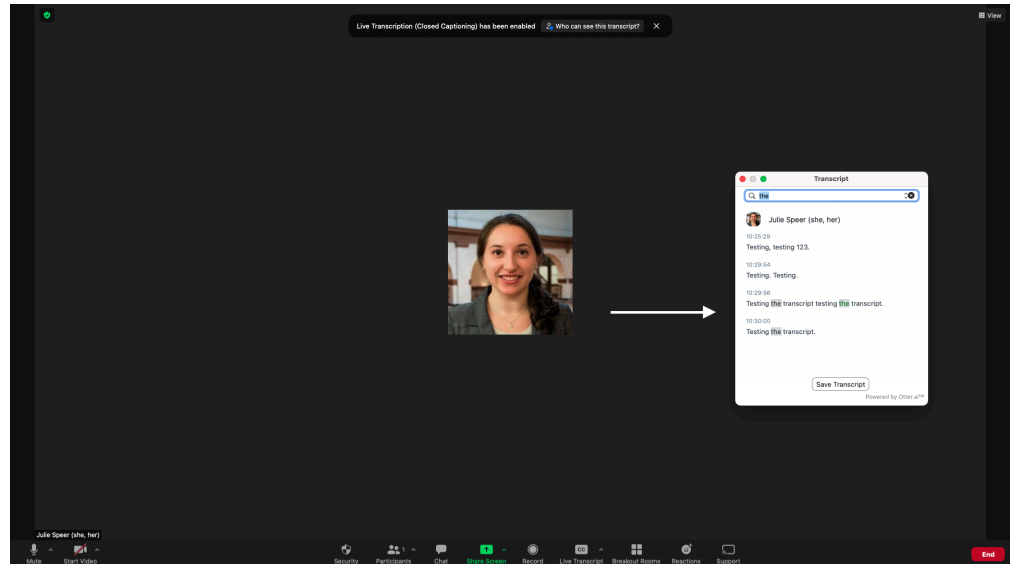 Live Transcription (Closed Captioning) has been enabled
Who can see this transcript?
View
Transcript
the
Julie Speer (she, her)
10:25:29
Testing, testing 123.
10:29:54
Testing. Testing.
10:29:56
Testing the transcript testing the transcript.
10:30:00
Testing the transcript.
Save Transcript
Powered by Otter.ai™
Julie Speer (she, her)
1
CC
Mute
Start Video
Security
Participants
Chat
Share Screen
Record
Live Transcript
Breakout Rooms
Reactions
Support
End